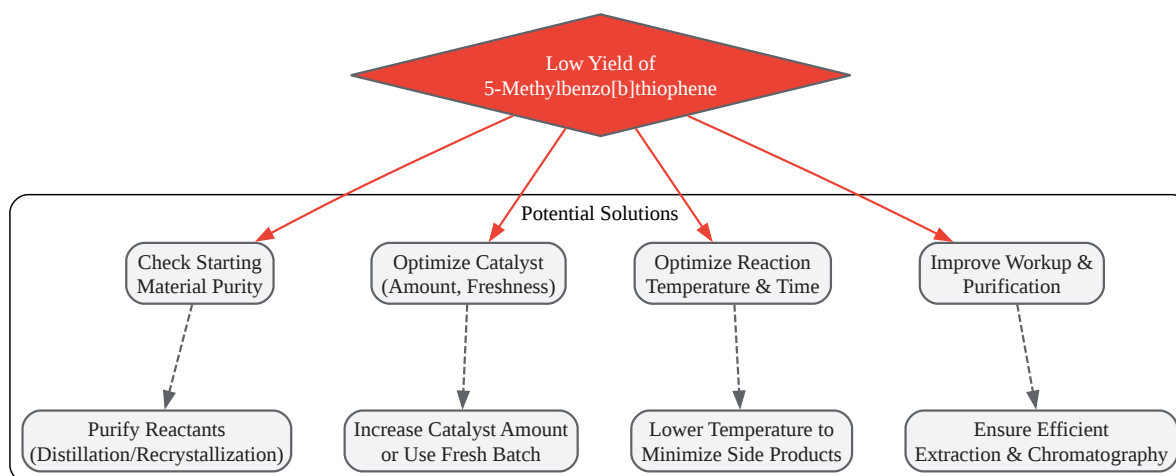 Low Yield of
5-Methylbenzo[b]thiophene
Potential Solutions
Check Starting
Material Purity
Optimize Catalyst
(Amount, Freshness)
Optimize Reaction
Temperature & Time
Improve Workup &
Purification
Purify Reactants
(Distillation/Recrystallization)
Increase Catalyst Amount
or Use Fresh Batch
Lower Temperature to
Minimize Side Products
Ensure Efficient
Extraction & Chromatography